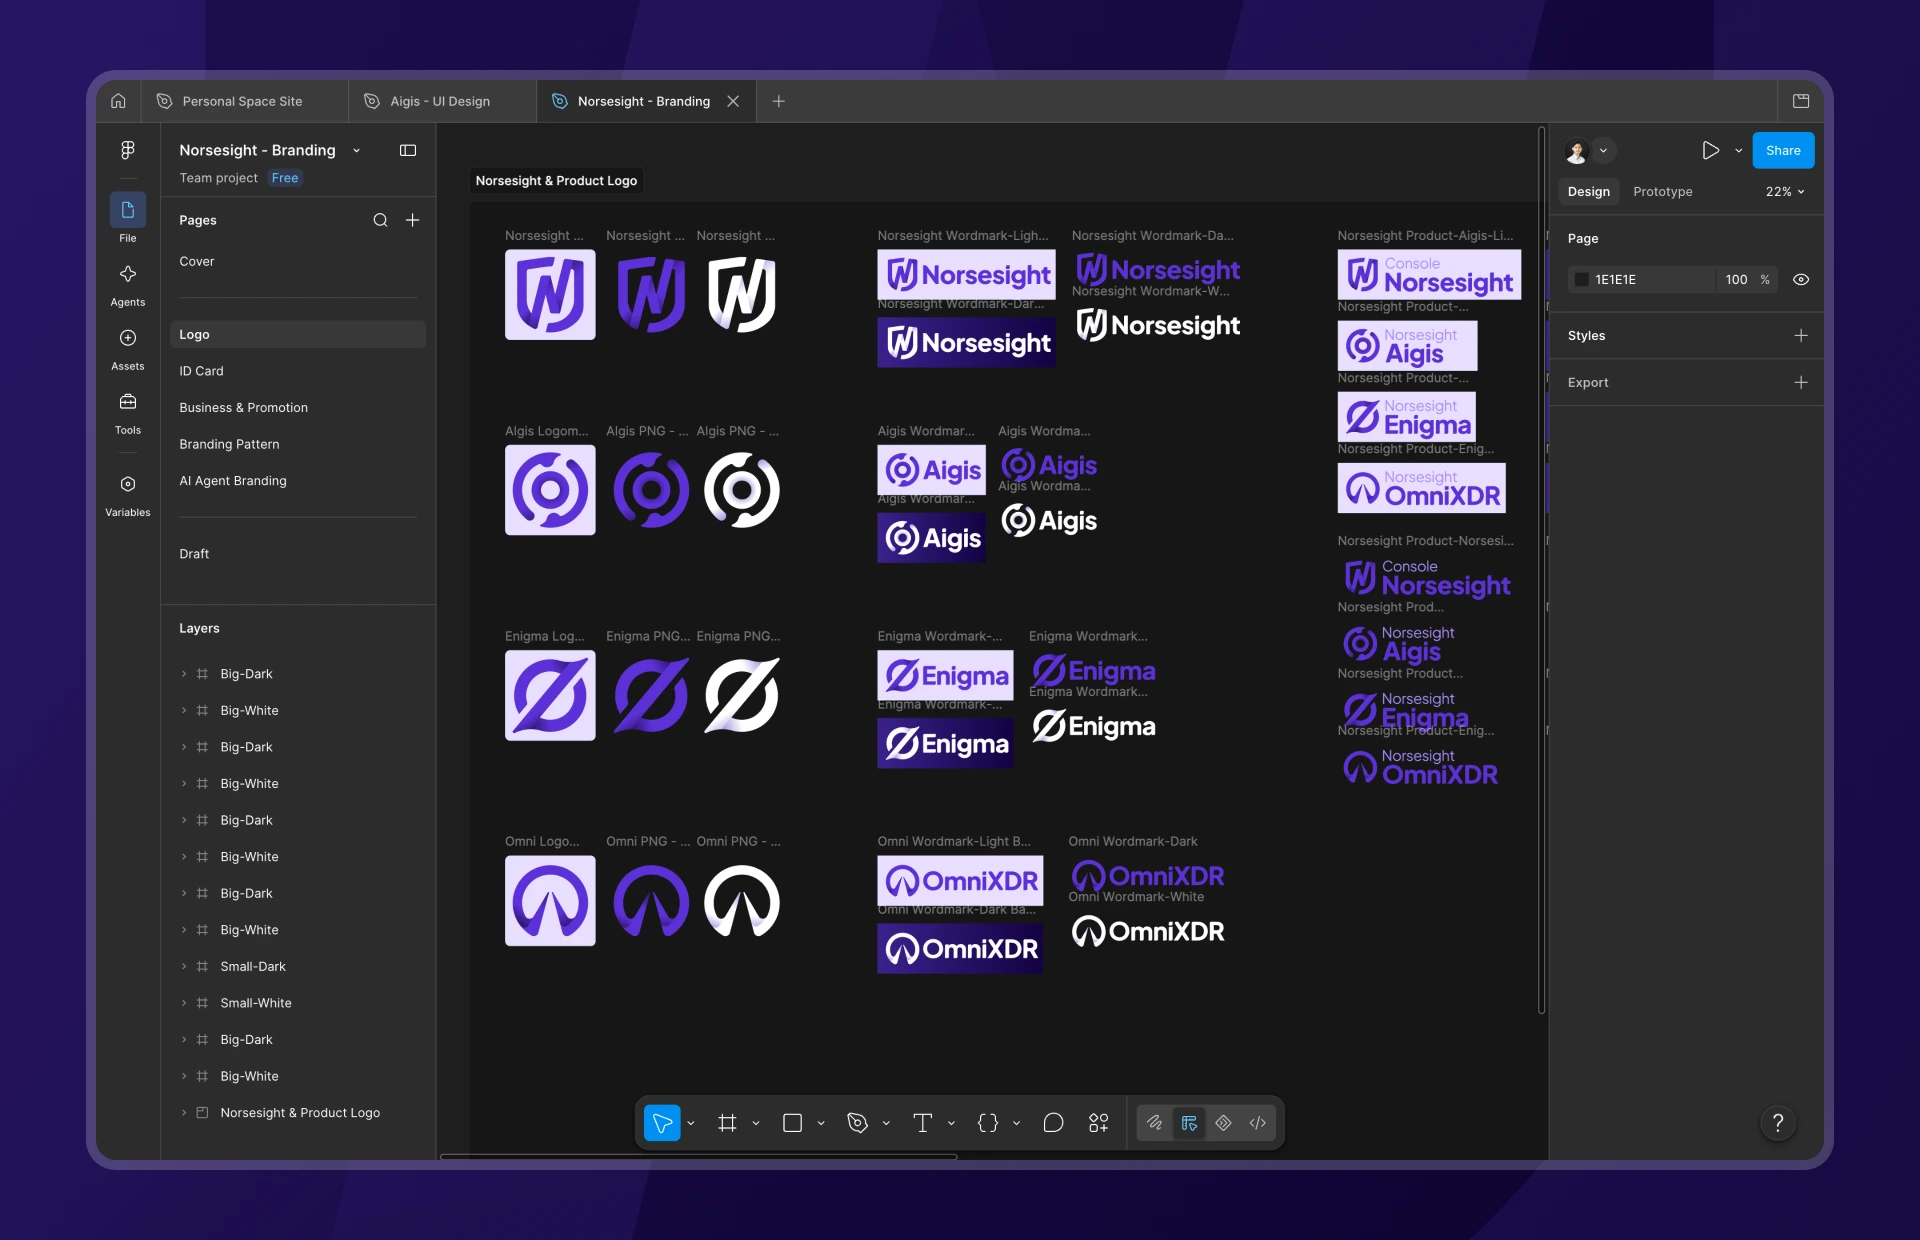 Personal Space Site
Aigis - UI Design
Norsesight - Branding
Norsesight - Branding
Team project Free
File
Agents
Assets
Tools
Variables
Pages
Cover
Logo
ID Card
Business & Promotion
Branding Pattern
AI Agent Branding
Draft
Layers
Big-Dark
Big-White
Big-Dark
Big-White
Big-Dark
Big-White
Big-Dark
Big-White
Small-Dark
Small-White
Big-Dark
Big-White
Norsesight & Product Logo
Norsesight & Product Logo
Norsesight ... Norsesight ... Norsesight ...
Norsesight Wordmark-Ligh...
Norsesight
Norsesight Wordmark-Dar...
Norsesight
Norsesight Wordmark-Da...
Norsesight
Norsesight Wordmark-W...
Norsesight
AIgis Logom... AIgis PNG - ... AIgis PNG - ...
Aigis Wordmar...
Aigis
Aigis Wordmar...
Aigis
Aigis Wordma...
Aigis
Aigis Wordma...
Aigis
Enigma Log... Enigma PNG... Enigma PNG...
Enigma Wordmark-...
Enigma
Enigma Wordmark-...
Enigma
Enigma Wordmark...
Enigma
Enigma Wordmark...
Enigma
Omni Logo... Omni PNG - ... Omni PNG - ...
Omni Wordmark-Light B...
OmniXDR
Omni Wordmark-Dark Ba...
OmniXDR
Omni Wordmark-Dark
OmniXDR
Omni Wordmark-White
OmniXDR
Norsesight Product-Aigis-Li...
Console
Norsesight
Norsesight Product-...
Norsesight
Aigis
Norsesight Product-...
Norsesight
Enigma
Norsesight Product-Enig...
Norsesight
OmniXDR
Norsesight Product-Norsesi...
Console
Norsesight
Norsesight Prod...
Norsesight
Aigis
Norsesight Product...
Norsesight
Enigma
Norsesight Product-Enig...
Norsesight
OmniXDR
Share
Design Prototype 22%
Page
1E1E1E 100 %
Styles
Export
?